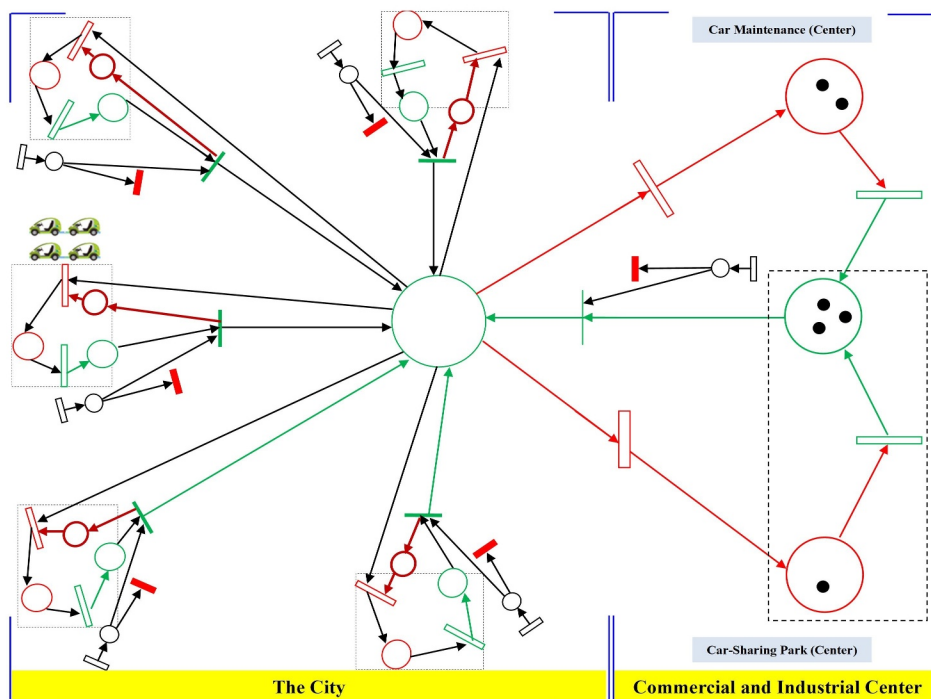 Car Maintenance (Center)
Car-Sharing Park (Center)
The City
Commercial and Industrial Center